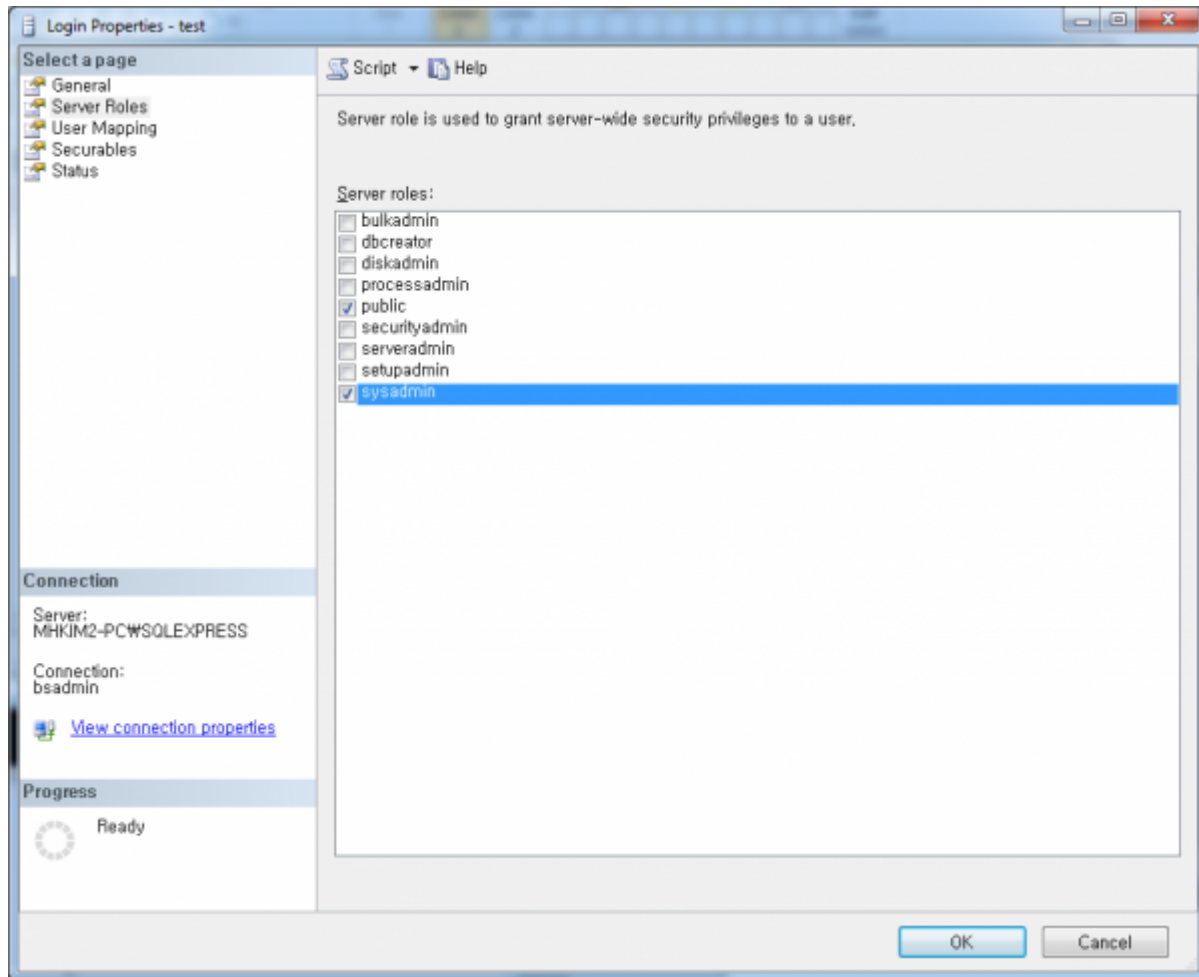 Login Properties - test
Select a page
General
Server Roles
User Mapping
Securables
Status
Script
Help
Server role is used to grant server-wide security privileges to a user.
Server roles:
bulkadmin
dbcreator
diskadmin
processadmin
public
securityadmin
serveradmin
setupadmin
sysadmin
Connection
Server:
MHKIM2-PC₩SQLEXPRESS
Connection:
bsadmin
View connection properties
Progress
Ready
OK
Cancel